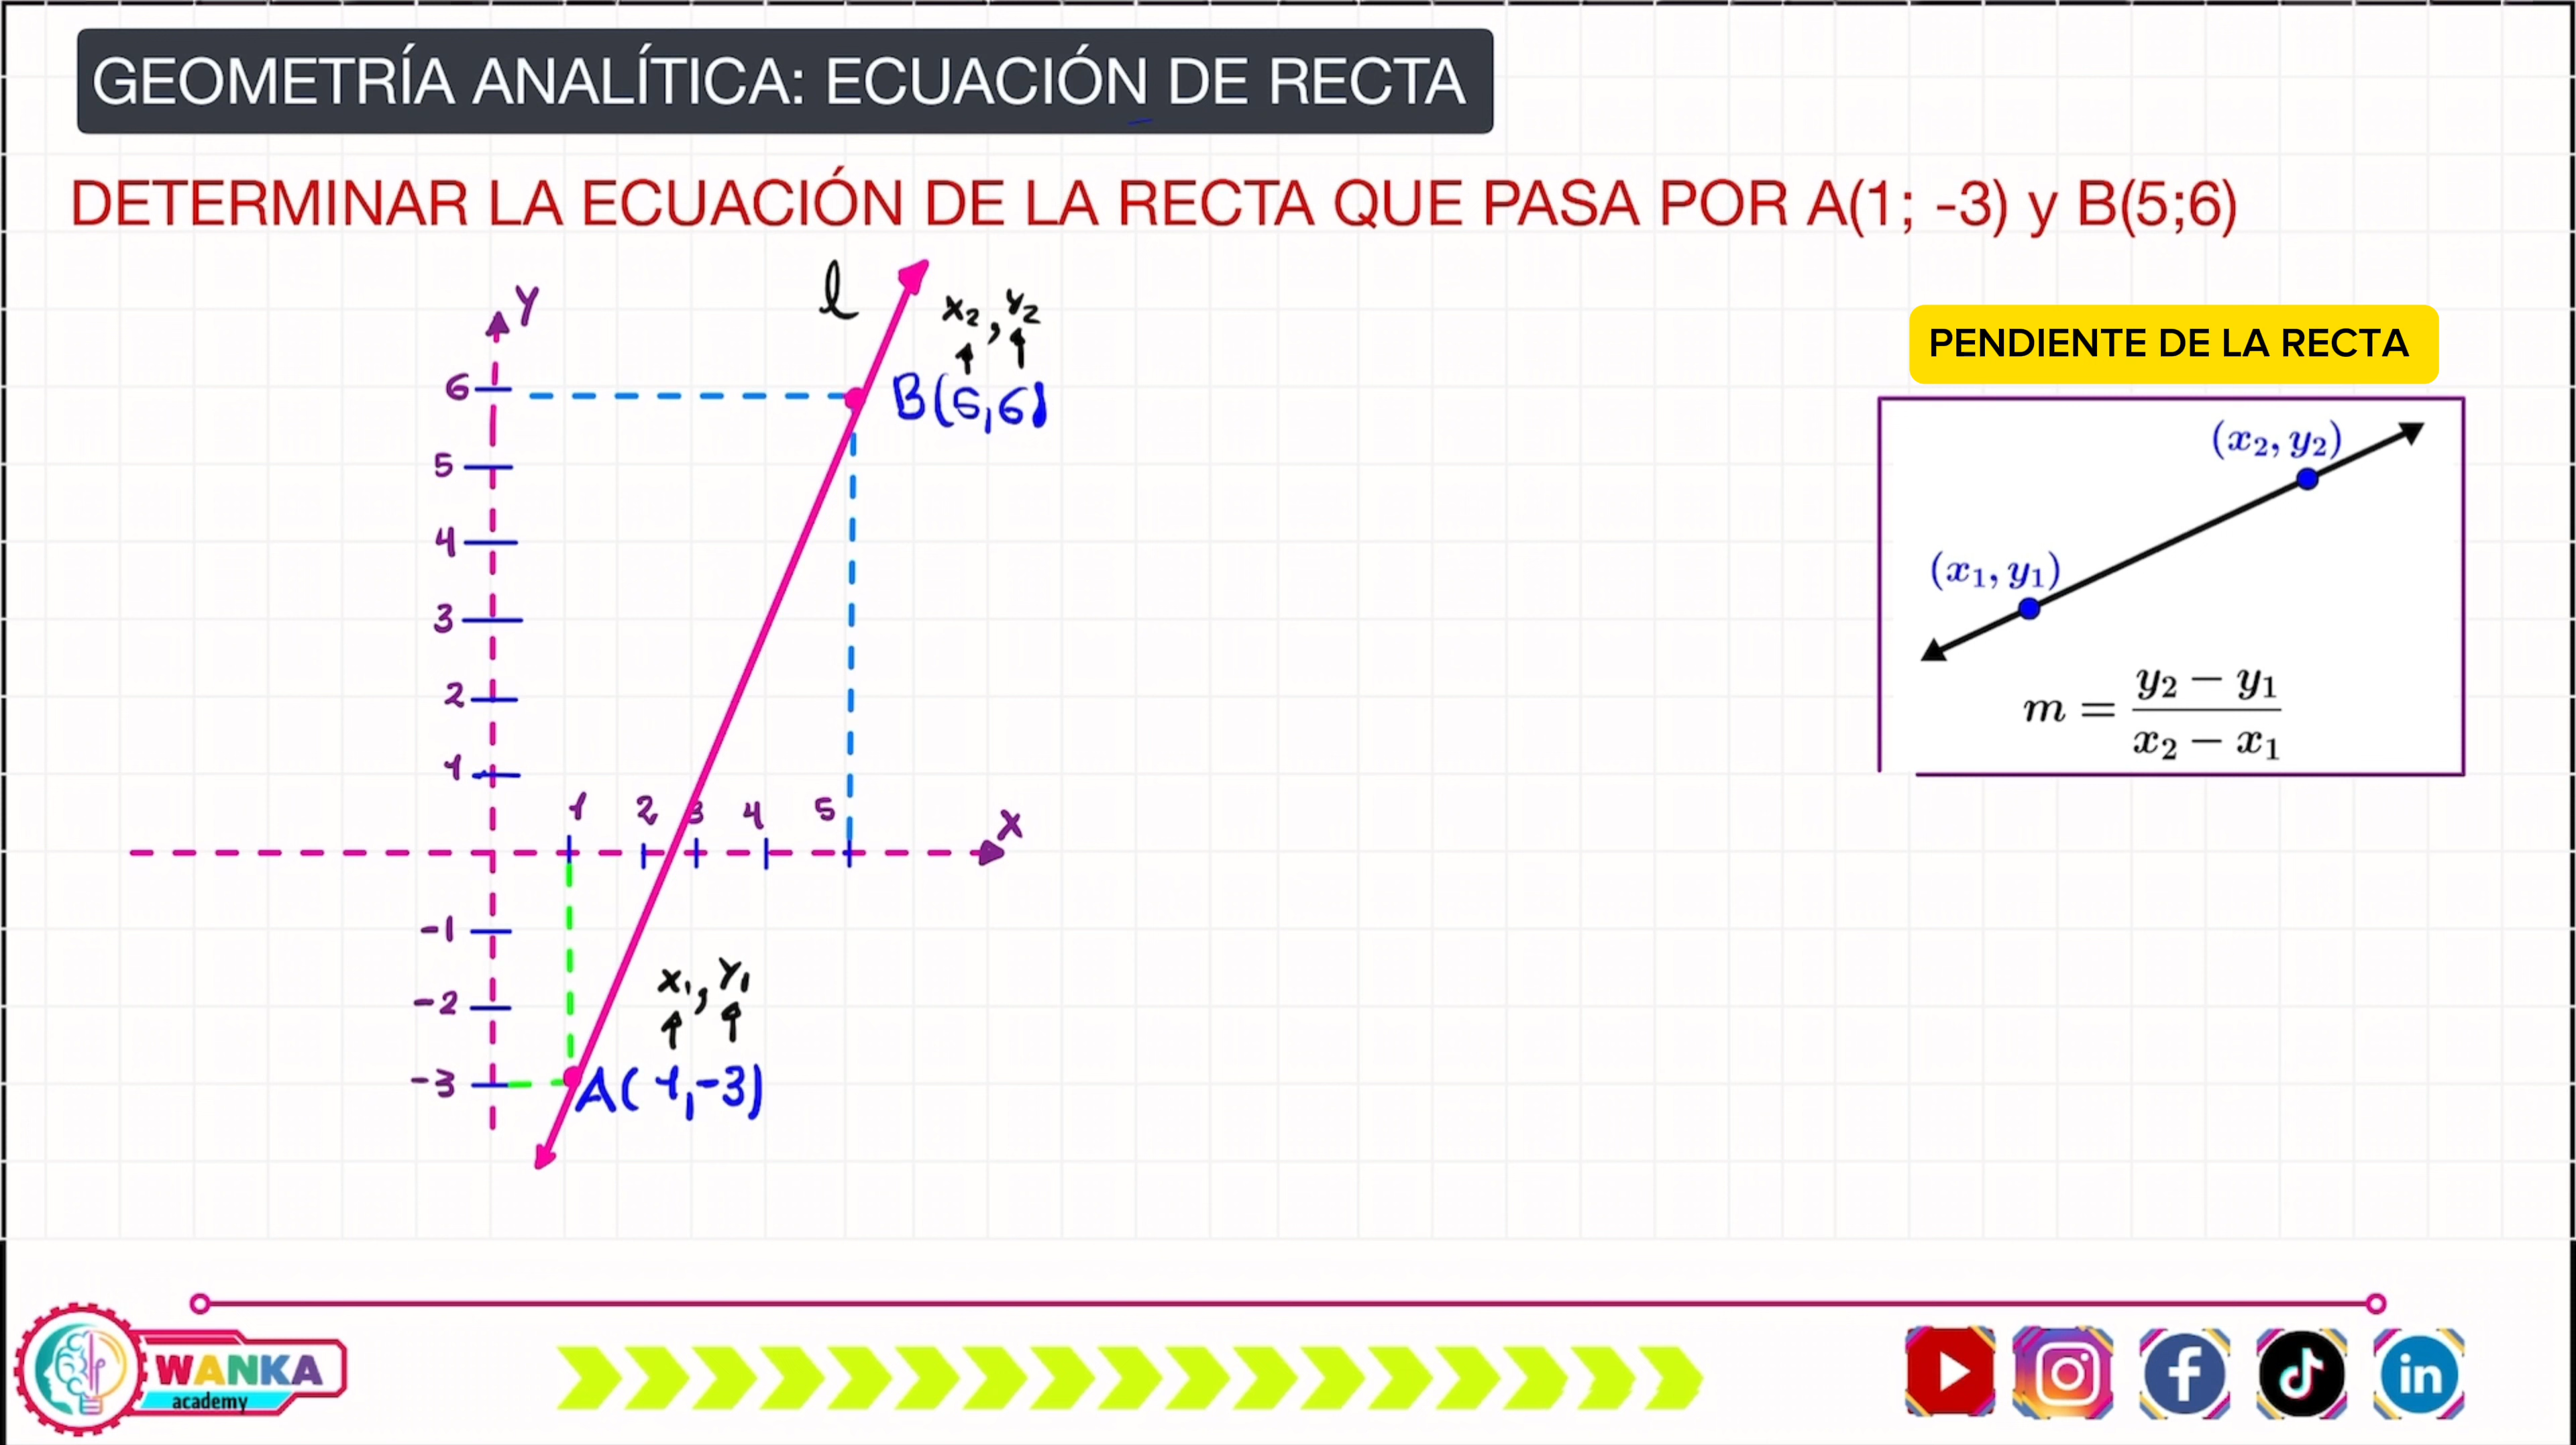 GEOMETRÍA ANALÍTICA: ECUACIÓN DE RECTA
DETERMINAR LA ECUACIÓN DE LA RECTA QUE PASA POR A(1; -3) y B(5;6)
l
x₂, y₂
Y
B(5,6)
6
5
4
3
2
1
1 2 3 4 5 X
-1
-2
-3
x₁, y₁
A(1,-3)
PENDIENTE DE LA RECTA
(x₂, y₂)
(x₁, y₁)
m = \frac{y₂ − y₁}{x₂ − x₁}
WANKA
academy
in